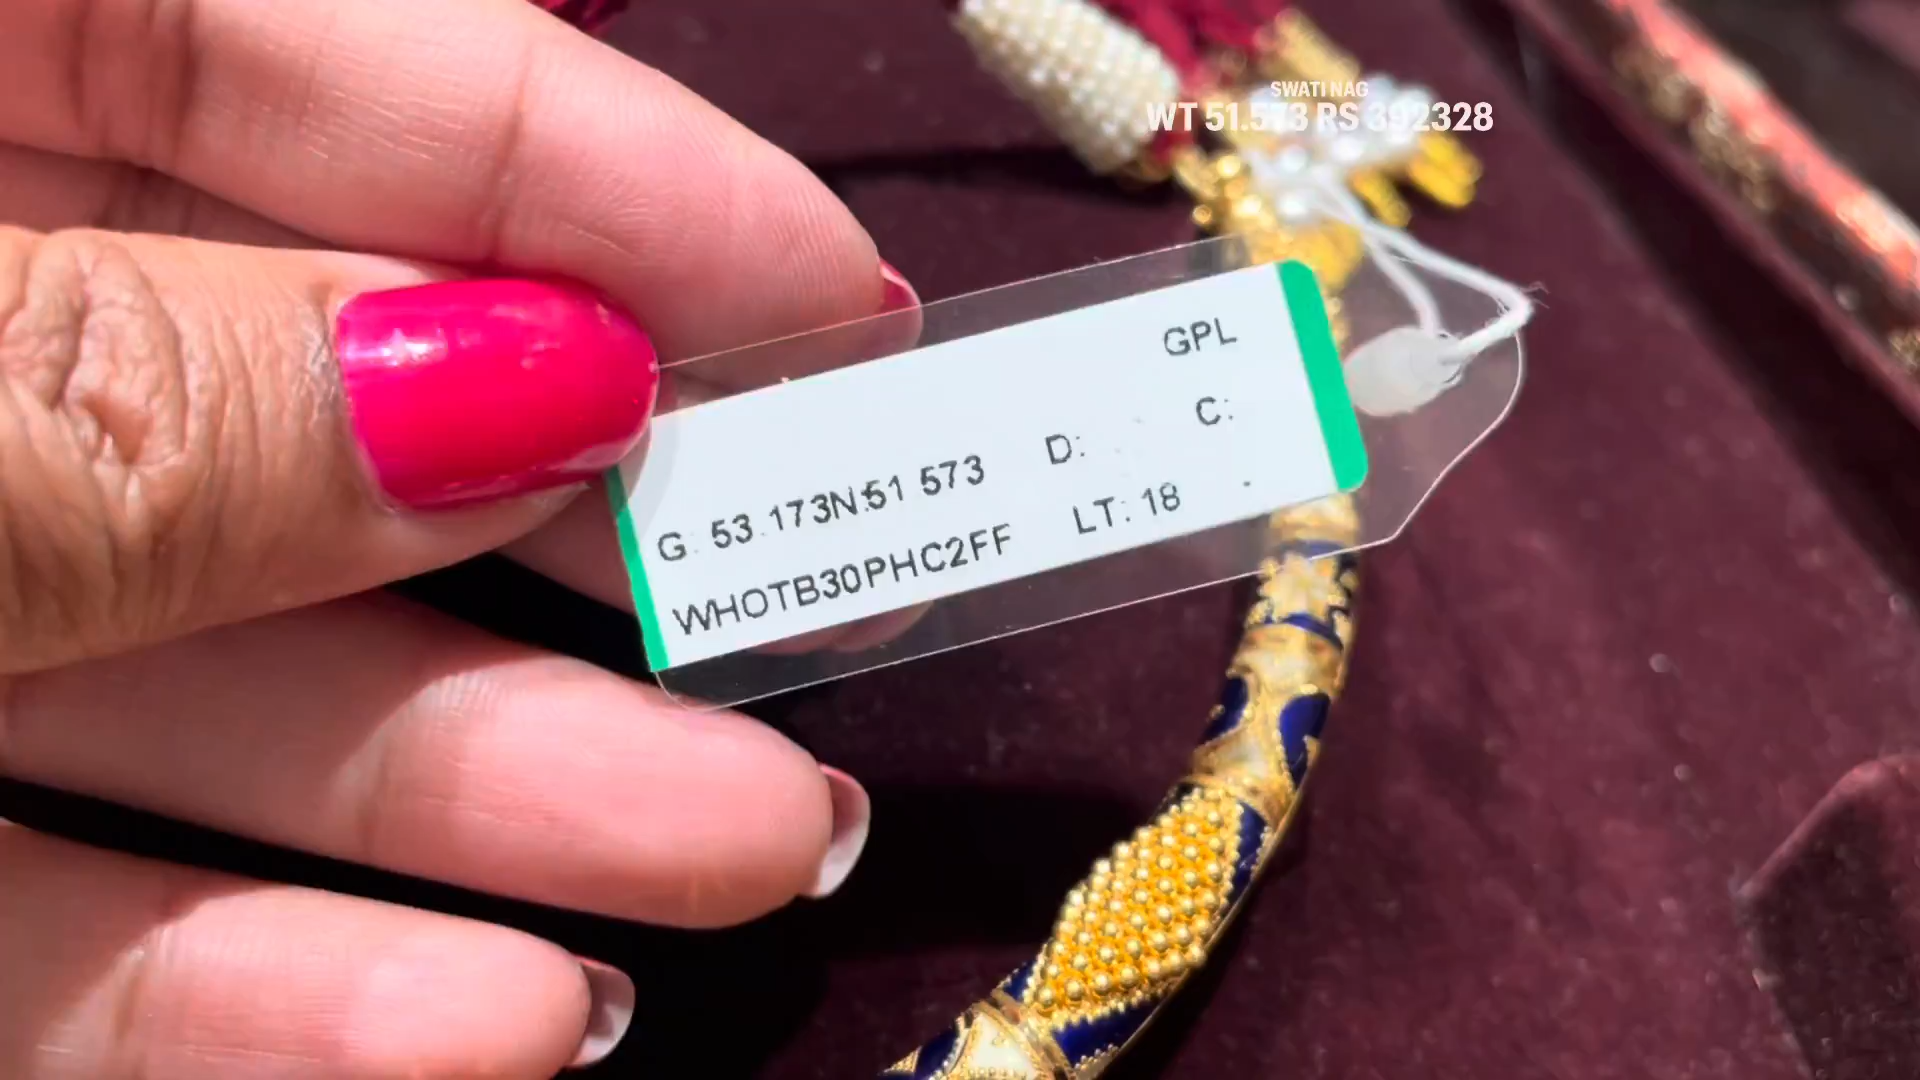 SWATI NAG
WT 51.573 RS 392328
GPL
C:
G: 53.173N:51 573 D:
WHOTB30PHC2FF LT: 18